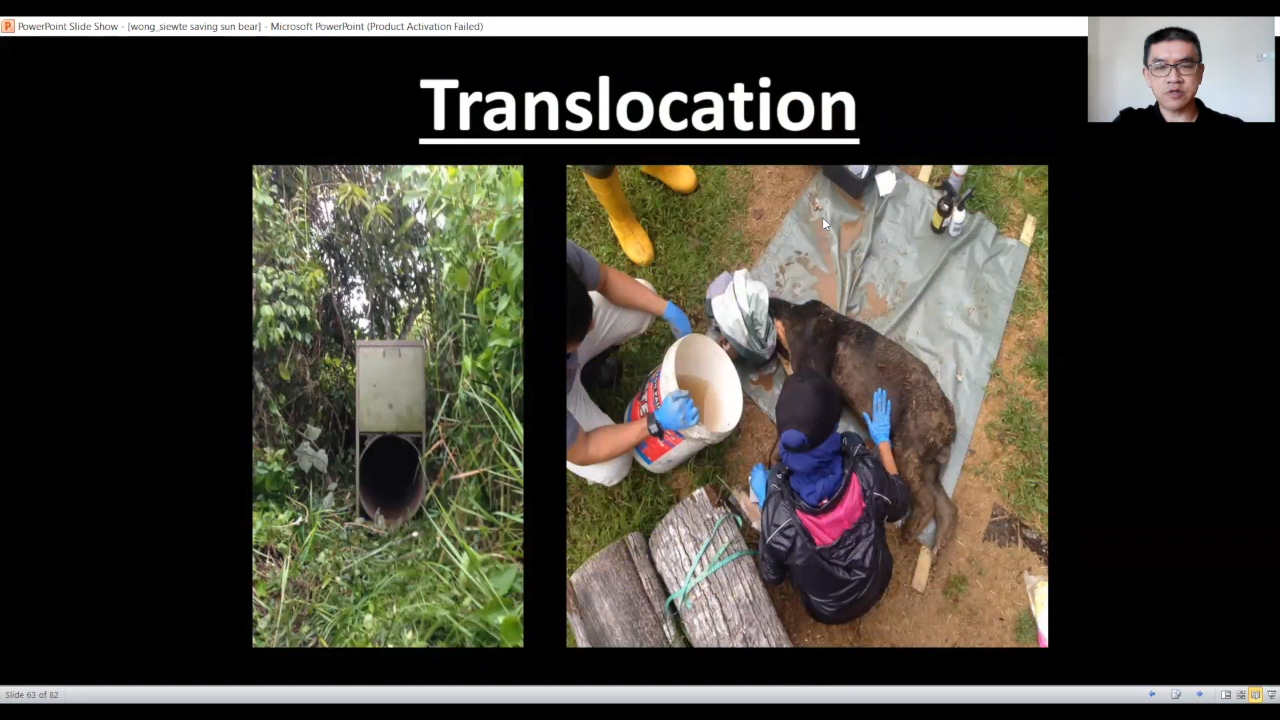 PowerPoint Slide Show - [wong_siewte saving sun bear] - Microsoft PowerPoint (Product Activation Failed)
Translocation
Slide 63 of 82